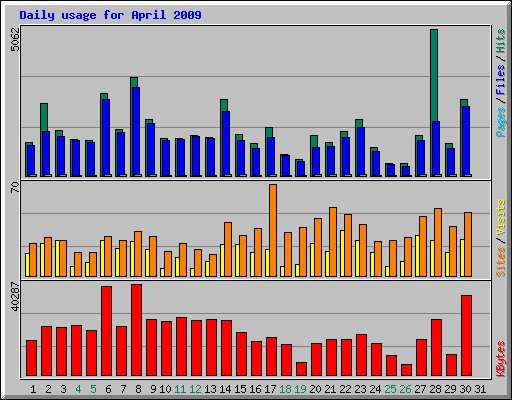 Daily usage for April 2009
5062
Pages / Files / Hits
70
Sites / Visits
40287
KBytes
1 2 3 4 5 6 7 8 9 10 11 12 13 14 15 16 17 18 19 20 21 22 23 24 25 26 27 28 29 30 31